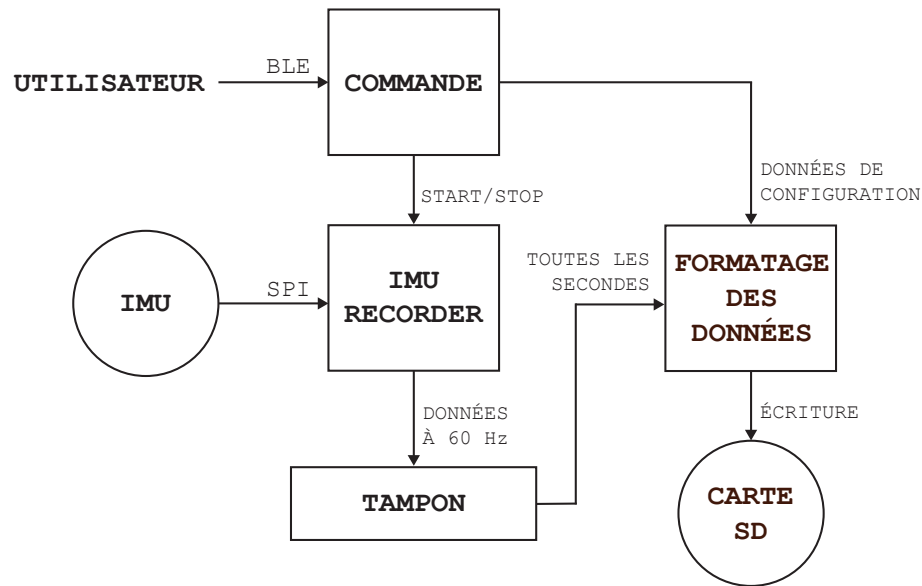 UTILISATEUR
BLE
COMMANDE
START/STOP
DONNÉES DE
CONFIGURATION
IMU
SPI
IMU
RECORDER
TOUTES LES
SECONDES
FORMATAGE
DES
DONNÉES
DONNÉES
À 60 Hz
ÉCRITURE
TAMPON
CARTE
SD